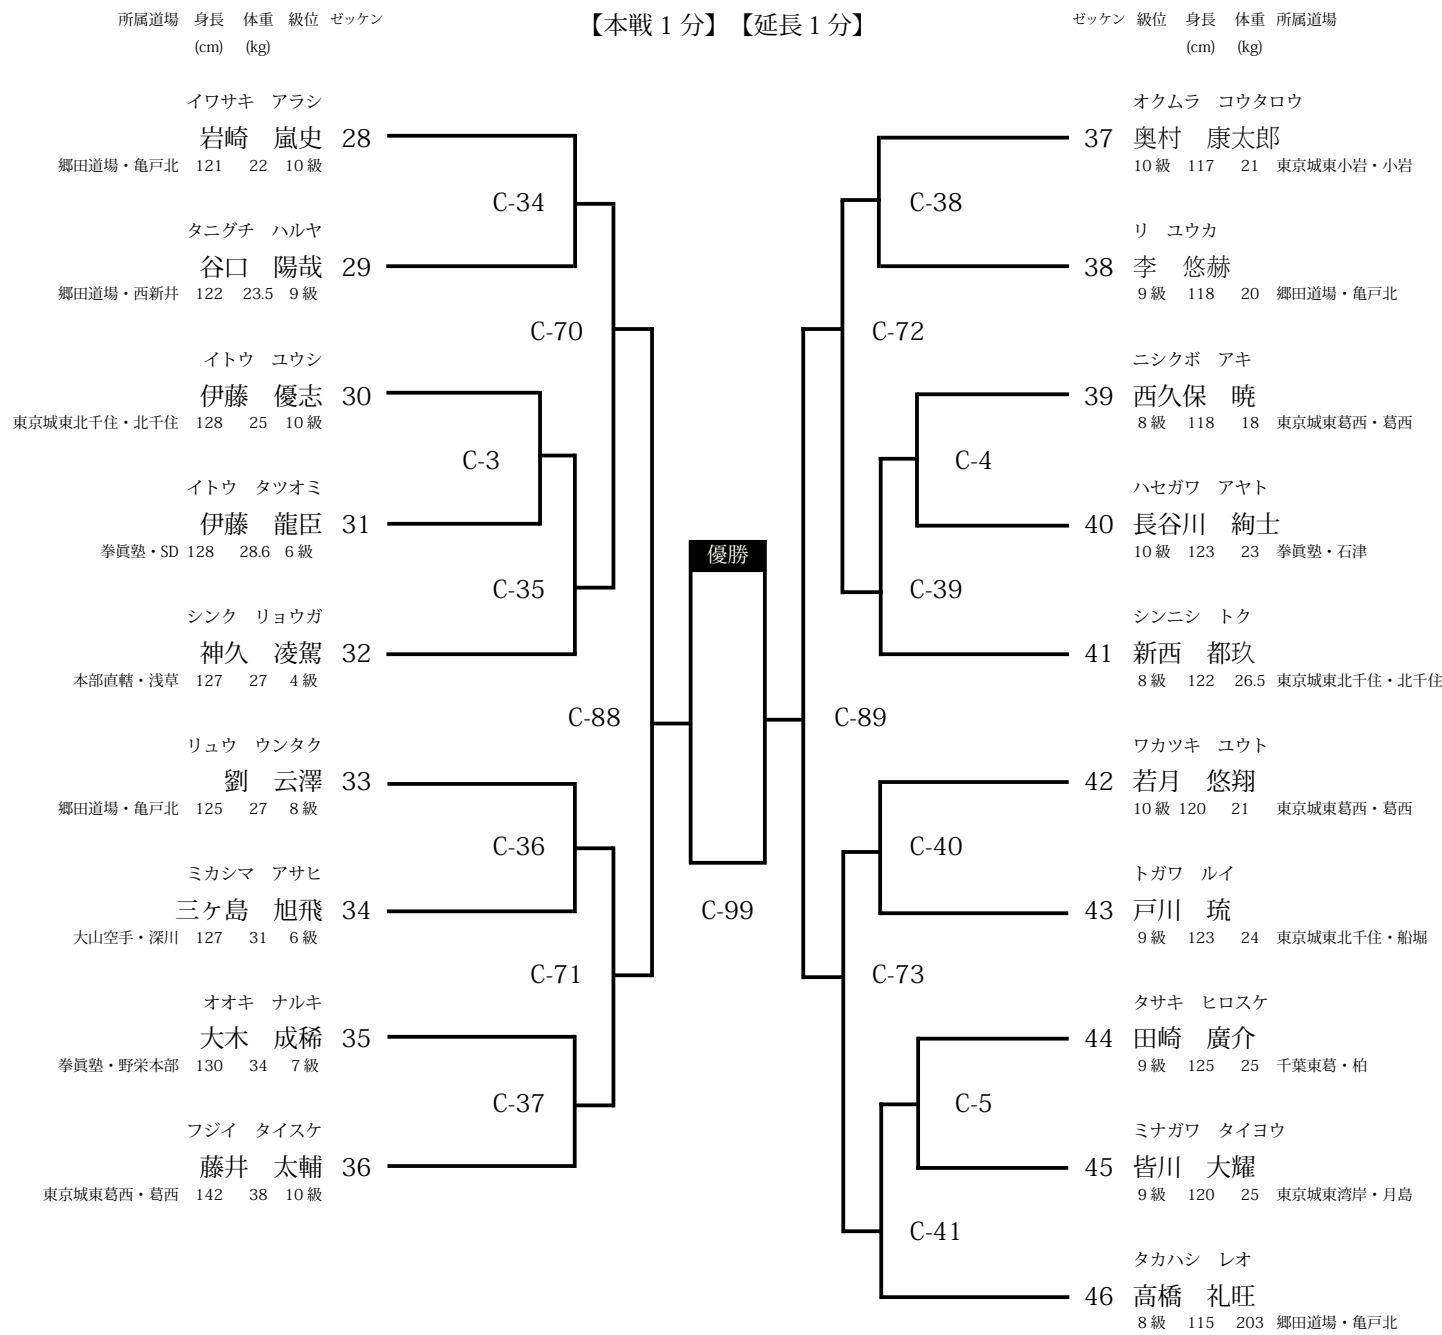 所属道場 身長 体重 級位 ゼッケン
(cm) (kg)
【本戦 1 分】【延長 1 分】
ゼッケン 級位 身長 体重 所属道場
(cm) (kg)
イワサキ アラシ
岩崎 嵐史 28
郷田道場・亀戸北 121 22 10 級
C-34
タニグチ ハルヤ
谷口 陽哉 29
郷田道場・西新井 122 23.5 9 級
C-70
イトウ ユウシ
伊藤 優志 30
東京城東北千住・北千住 128 25 10 級
C-3
イトウ タツオミ
伊藤 龍臣 31
拳眞塾・SD 128 28.6 6 級
C-35
シンク リョウガ
神久 凌駕 32
本部直轄・浅草 127 27 4 級
C-88
リュウ ウンタク
劉 云澤 33
郷田道場・亀戸北 125 27 8 級
C-36
ミカシマ アサヒ
三ヶ島 旭飛 34
大山空手・深川 127 31 6 級
C-71
オオキ ナルキ
大木 成稀 35
拳眞塾・野栄本部 130 34 7 級
C-37
フジイ タイスケ
藤井 太輔 36
東京城東葛西・葛西 142 38 10 級
優勝
C-99
オクムラ コウタロウ
37 奥村 康太郎
10 級 117 21 東京城東小岩・小岩
C-38
リ ユウカ
38 李 悠赫
9 級 118 20 郷田道場・亀戸北
C-72
ニシクボ アキ
39 西久保 暁
8 級 118 18 東京城東葛西・葛西
C-4
ハセガワ アヤト
40 長谷川 絢士
10 級 123 23 拳眞塾・石津
C-39
シンニシ トク
41 新西 都玖
8 級 122 26.5 東京城東北千住・北千住
C-89
ワカツキ ユウト
42 若月 悠翔
10 級 120 21 東京城東葛西・葛西
C-40
トガワ ルイ
43 戸川 琉
9 級 123 24 東京城東北千住・船堀
C-73
タサキ ヒロスケ
44 田崎 廣介
9 級 125 25 千葉東葛・柏
C-5
ミナガワ タイヨウ
45 皆川 大耀
9 級 120 25 東京城東湾岸・月島
C-41
タカハシ レオ
46 高橋 礼旺
8 級 115 203 郷田道場・亀戸北